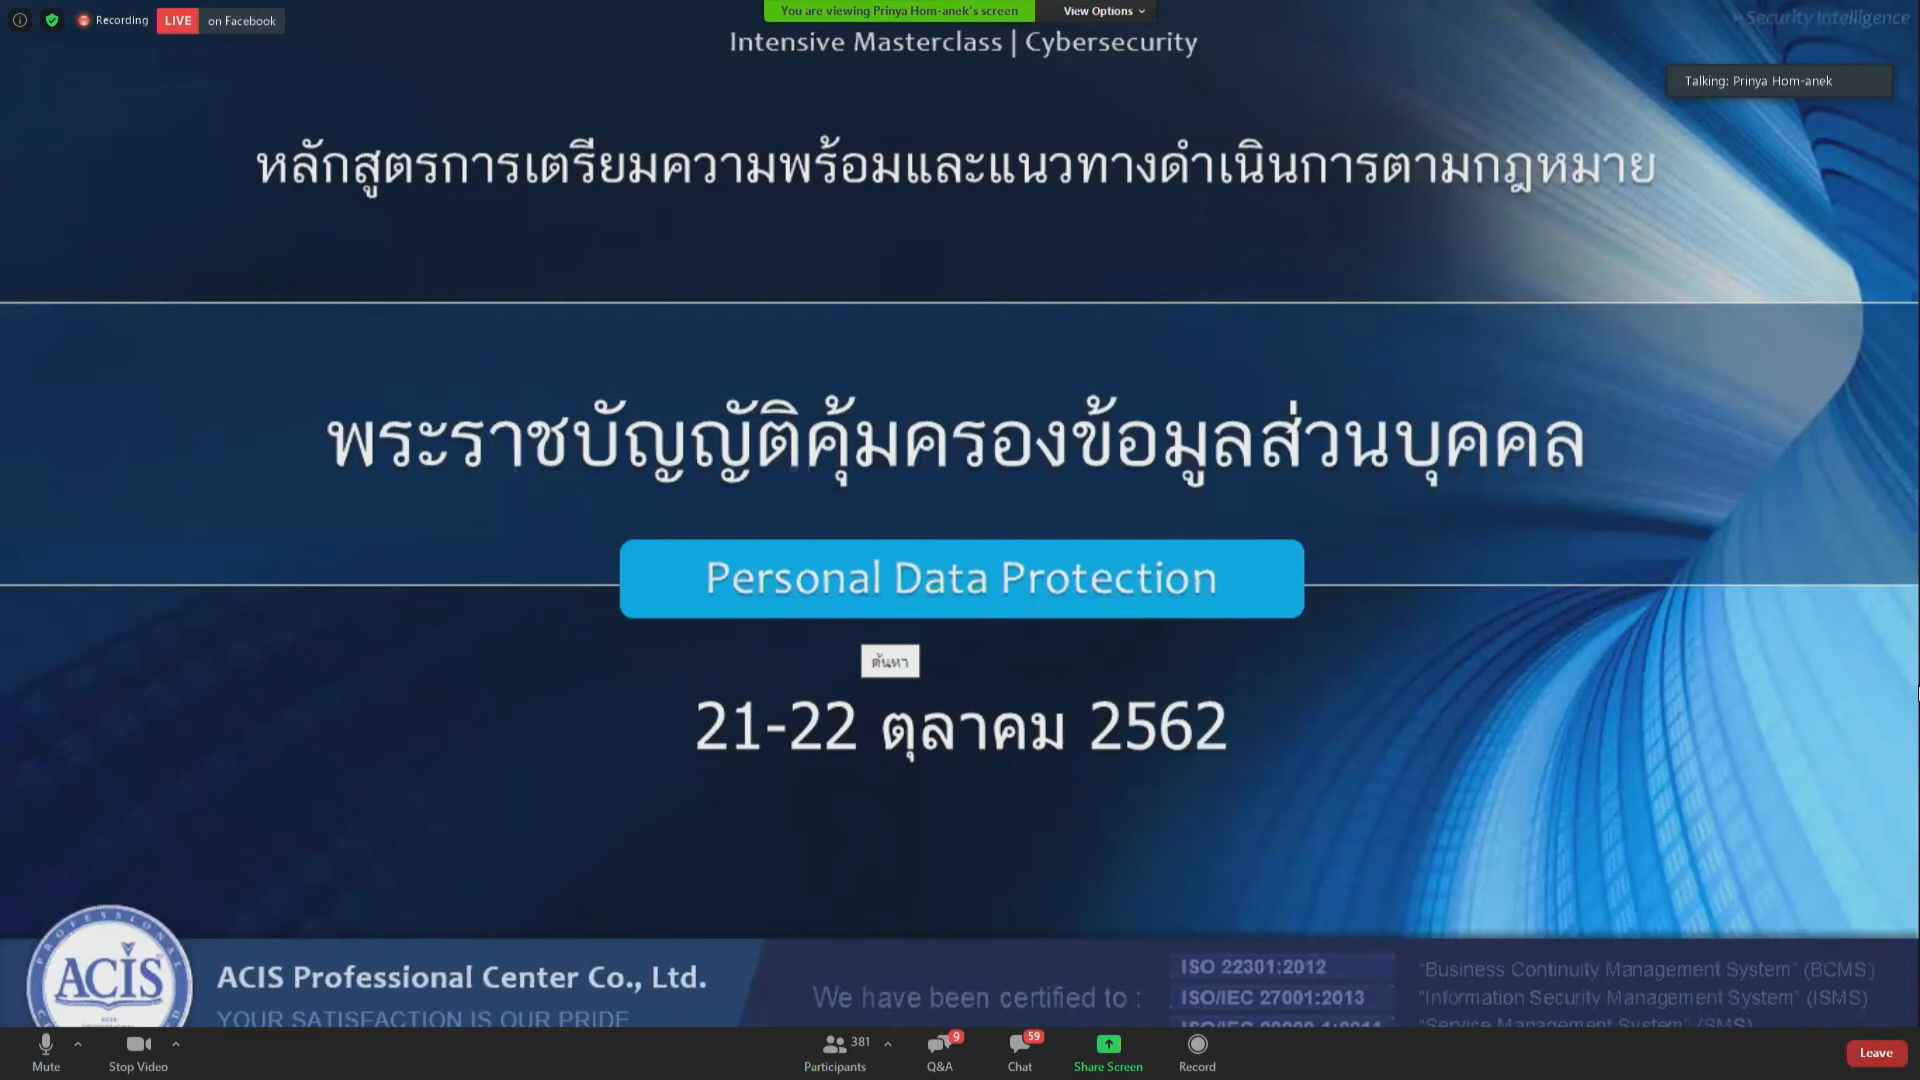 Recording
LIVE on Facebook
You are viewing Prinya Hom-anek's screen
View Options
Security Intelligence
Intensive Masterclass | Cybersecurity
Talking: Prinya Hom-anek
หลักสูตรการเตรียมความพร้อมและแนวทางดำเนินการตามกฎหมาย
พระราชบัญญัติคุ้มครองข้อมูลส่วนบุคคล
Personal Data Protection
ค้นหา
21-22 ตุลาคม 2562
ACIS
ACIS Professional Center Co., Ltd.
YOUR SATISFACTION IS OUR PRIDE
We have been certified to :
ISO 22301:2012 "Business Continuity Management System" (BCMS)
ISO/IEC 27001:2013 "Information Security Management System" (ISMS)
"Service Management System" (SMS)
Mute
Stop Video
381
Participants
9
Q&A
59
Chat
Share Screen
Record
Leave